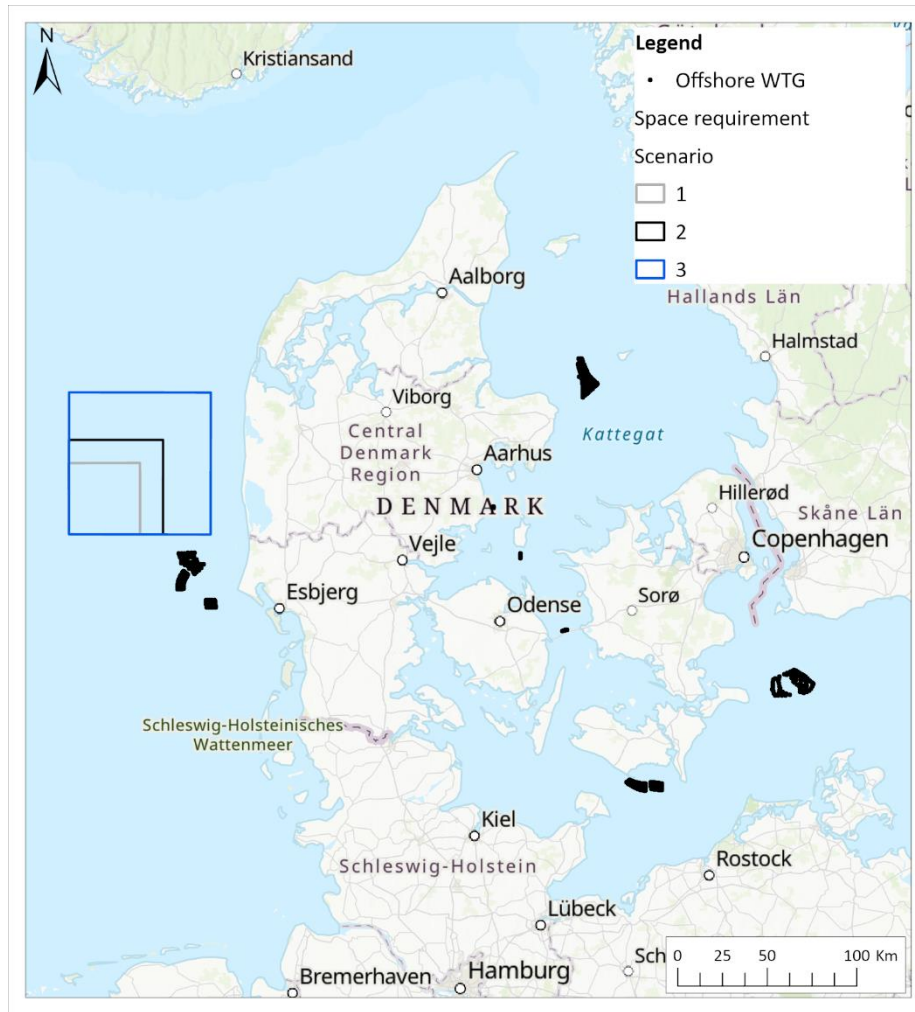 N
Kristiansand
Legend
Offshore WTG
Space requirement
Scenario
1
2
3
Aalborg
Hallands Län
Halmstad
Viborg
Kattegat
Central
Denmark
Region
Aarhus
DENMARK
Hillerød
Skåne Län
Copenhagen
Vejle
Esbjerg
Odense
Sorø
Schleswig-Holsteinisches
Wattenmeer
Kiel
Schleswig-Holstein
Rostock
Lübeck
Sch
Hamburg
Bremerhaven
0 25 50 100 Km